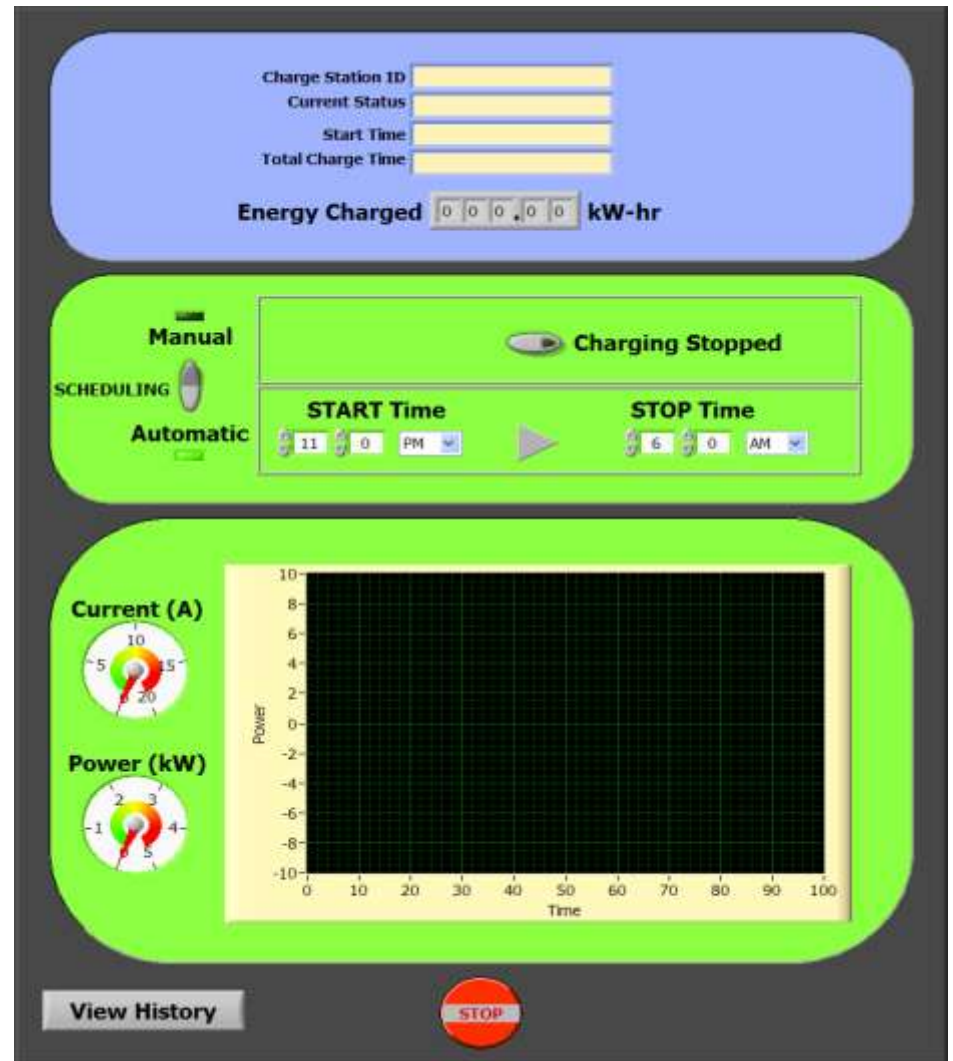 Charge Station ID
Current Status
Start Time
Total Charge Time
Energy Charged 0 0 0 . 0 0 kW-hr
Manual
Charging Stopped
SCHEDULING
START Time STOP Time
Automatic
11 0 PM 6 0 AM
Current (A)
0 5 10 15 20
Power (kW)
0 1 2 3 4 5
Power
10
8
6
4
2
0
-2
-4
-6
-8
-10
0 10 20 30 40 50 60 70 80 90 100
Time
View History
STOP